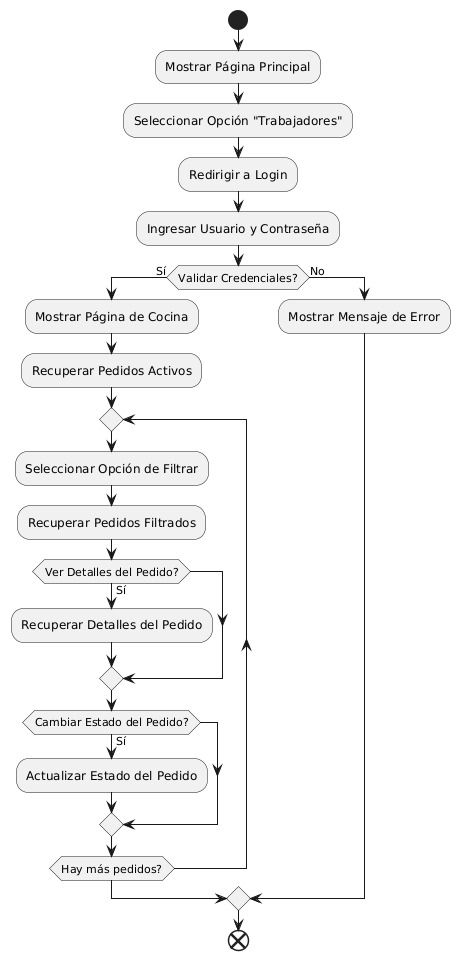 Mostrar Página Principal
Seleccionar Opción "Trabajadores"
Redirigir a Login
Ingresar Usuario y Contraseña
Sí
Validar Credenciales?
No
Mostrar Página de Cocina
Mostrar Mensaje de Error
Recuperar Pedidos Activos
Seleccionar Opción de Filtrar
Recuperar Pedidos Filtrados
Ver Detalles del Pedido?
Sí
Recuperar Detalles del Pedido
Cambiar Estado del Pedido?
Sí
Actualizar Estado del Pedido
Hay más pedidos?